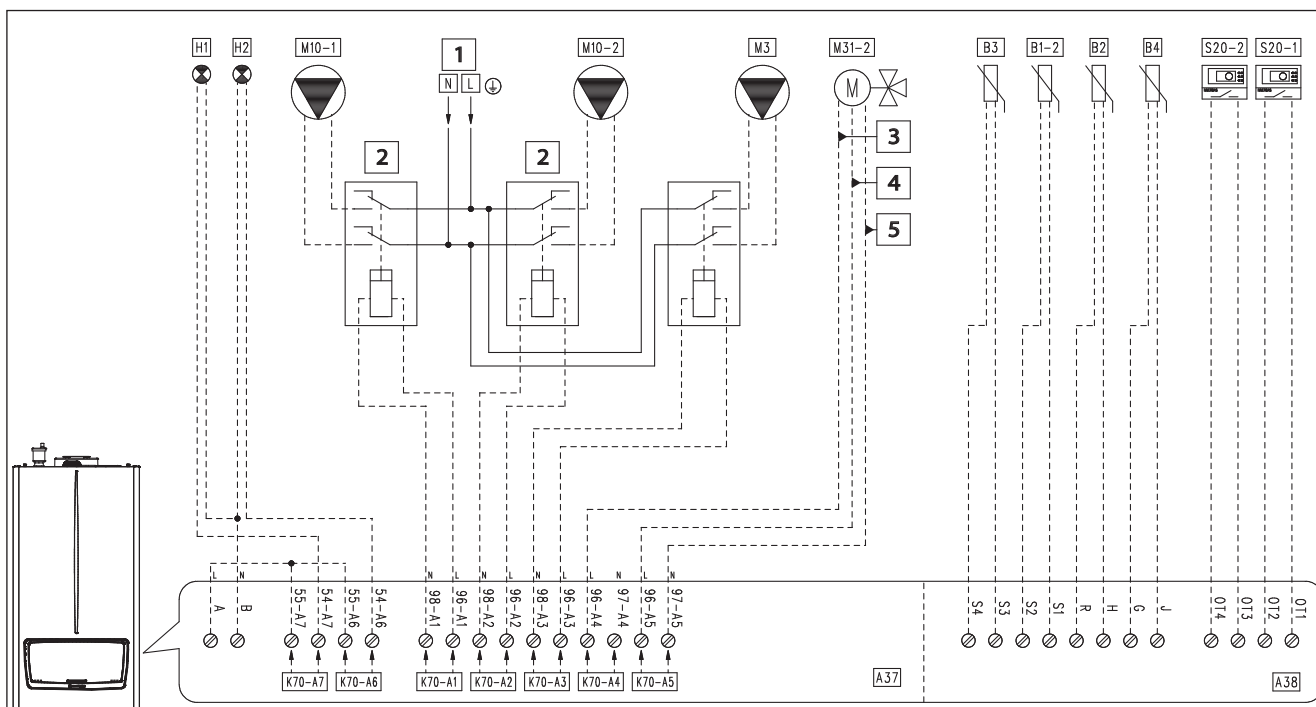 H1 H2 M10-1 1 M10-2 M3 M31-2 B3 B1-2 B2 B4 S20-2 S20-1
N L
M
3
2 2
4
5
L N N L N L N L L N L N
A B 55-A7 54-A7 55-A6 54-A6 98-A1 96-A1 98-A2 96-A2 98-A3 96-A3 96-A4 97-A4 96-A5 97-A5 S4 S3 S2 S1 R H G J OT4 OT3 OT2 OT1
K70-A7 K70-A6 K70-A1 K70-A2 K70-A3 K70-A4 K70-A5 A37 A38